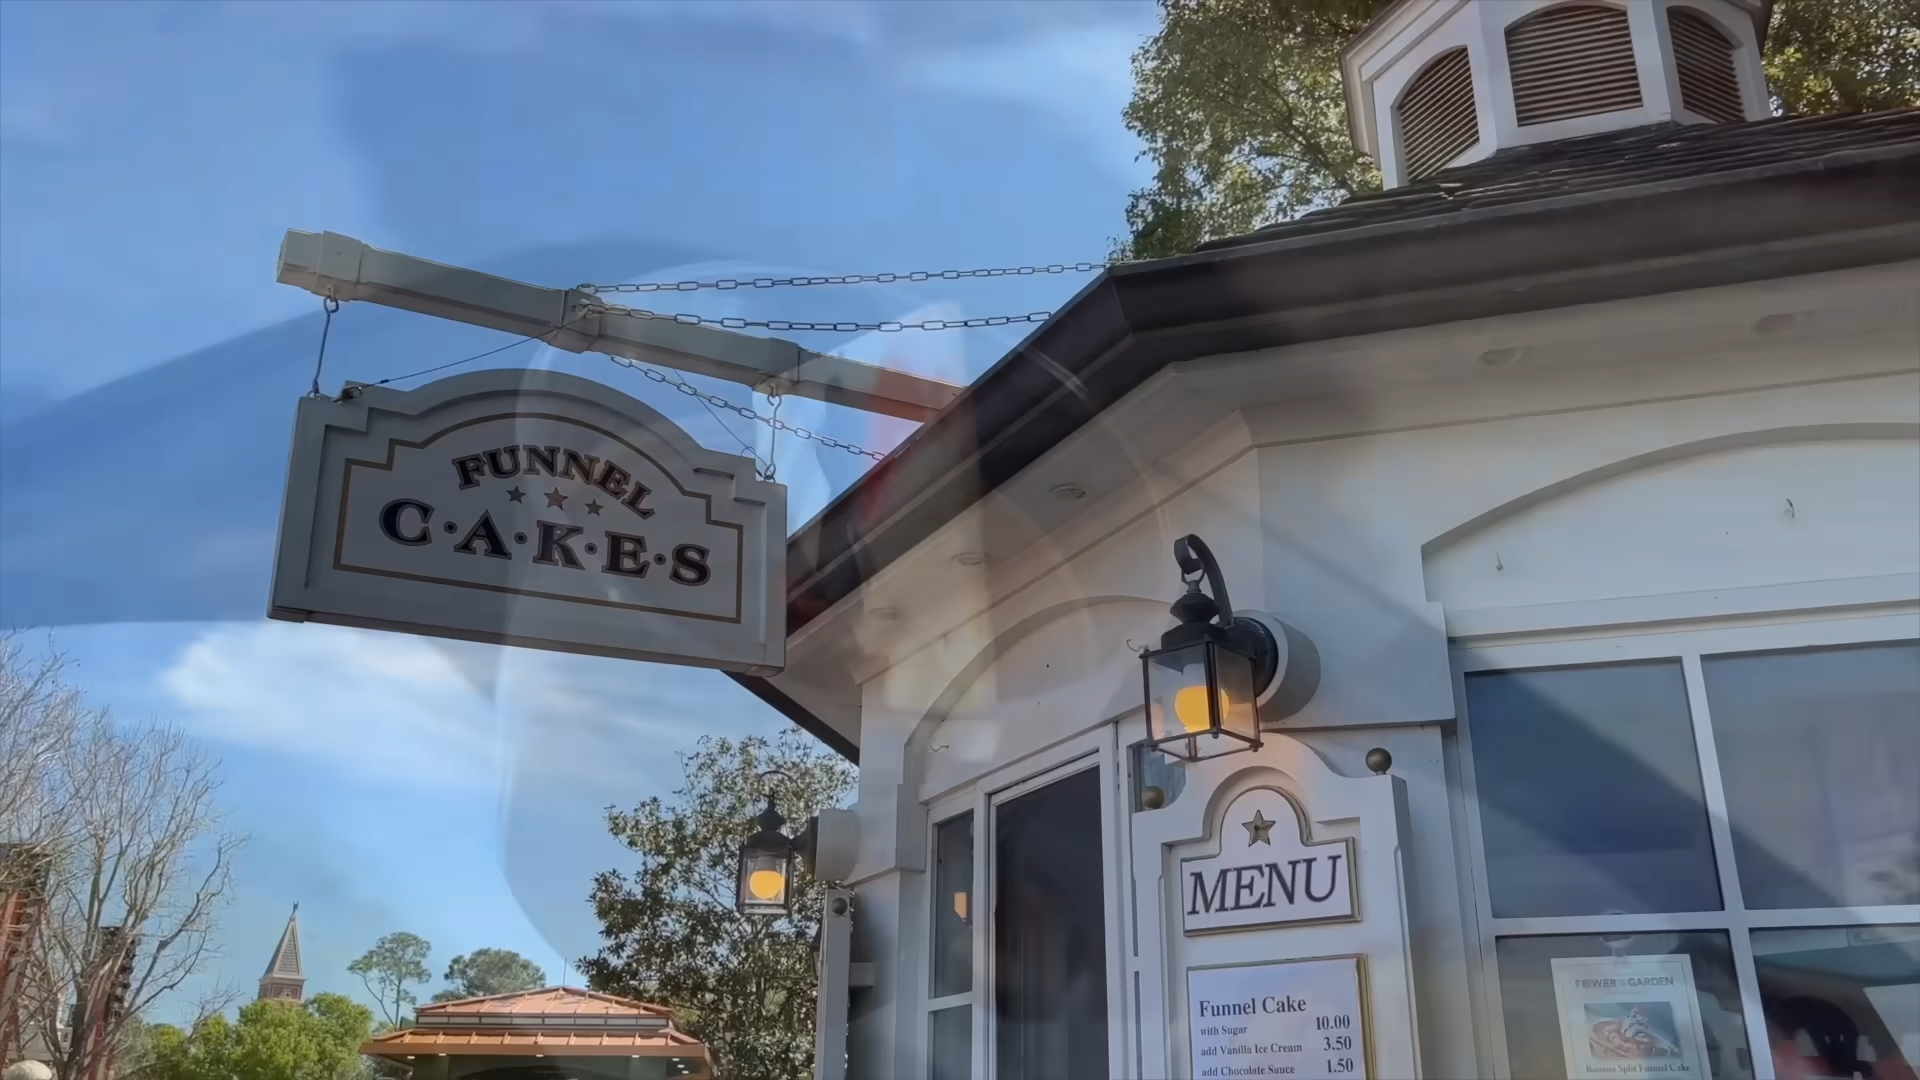 FUNNEL
C·A·K·E·S
MENU
Funnel Cake
with Sugar 10.00
add Vanilla Ice Cream 3.50
add Chocolate Sauce 1.50
FLOWER & GARDEN
Banana Split Funnel Cake